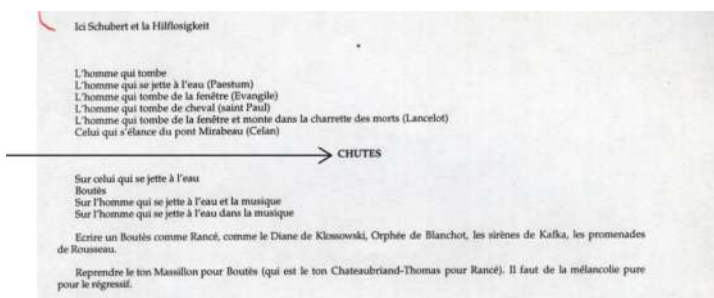 Ici Schubert et la Hilflosigkeit
L'homme qui tombe
L'homme qui se jette à l'eau (Paestum)
L'homme qui tombe de la fenêtre (Evangile)
L'homme qui tombe de cheval (saint Paul)
L'homme qui tombe de la fenêtre et monte dans la charrette des morts (Lancelot)
Celui qui s'élance du pont Mirabeau (Celan)
CHUTES
Sur celui qui se jette à l'eau
Boutès
Sur l'homme qui se jette à l'eau et la musique
Sur l'homme qui se jette à l'eau dans la musique
Ecrire un Boutès comme Rancé, comme le Diane de Klossowski, Orphée de Blanchot, les sirènes de Kafka, les promenades
de Rousseau.
Reprendre le ton Massillon pour Boutès (qui est le ton Chateaubriand-Thomas pour Rancé). Il faut de la mélancolie pure
pour le régressif.